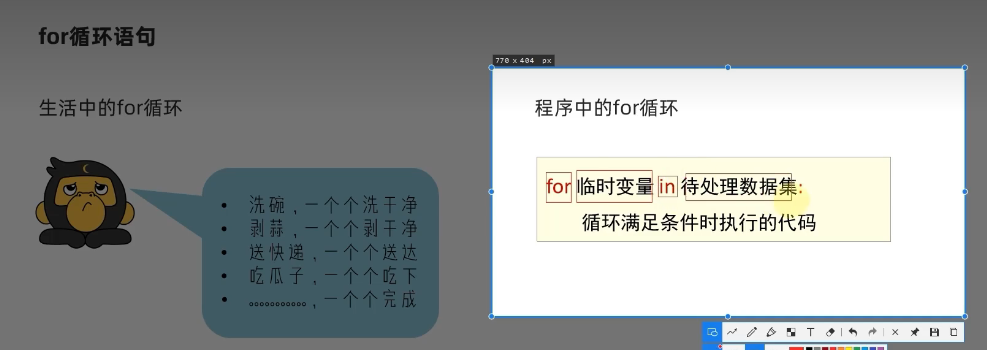 for循环语句
770 x 404 px
生活中的for循环
程序中的for循环
for 临时变量 in 待处理数据集:
循环满足条件时执行的代码
洗碗，一个个洗干净
剥蒜，一个个剥干净
送快递，一个个送达
吃瓜子，一个个吃下
............，一个个完成
T